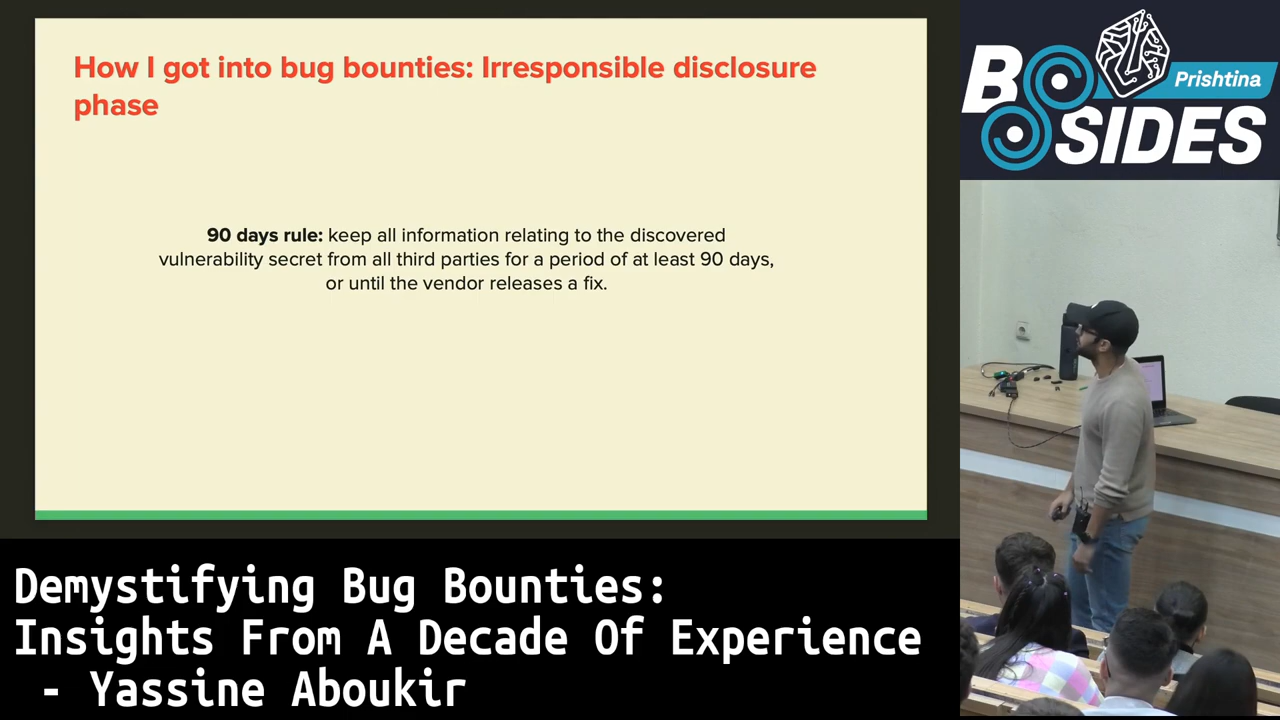 How I got into bug bounties: Irresponsible disclosure
phase
90 days rule: keep all information relating to the discovered
vulnerability secret from all third parties for a period of at least 90 days,
or until the vendor releases a fix.
BSIDES
Prishtina
Demystifying Bug Bounties:
Insights From A Decade Of Experience
- Yassine Aboukir